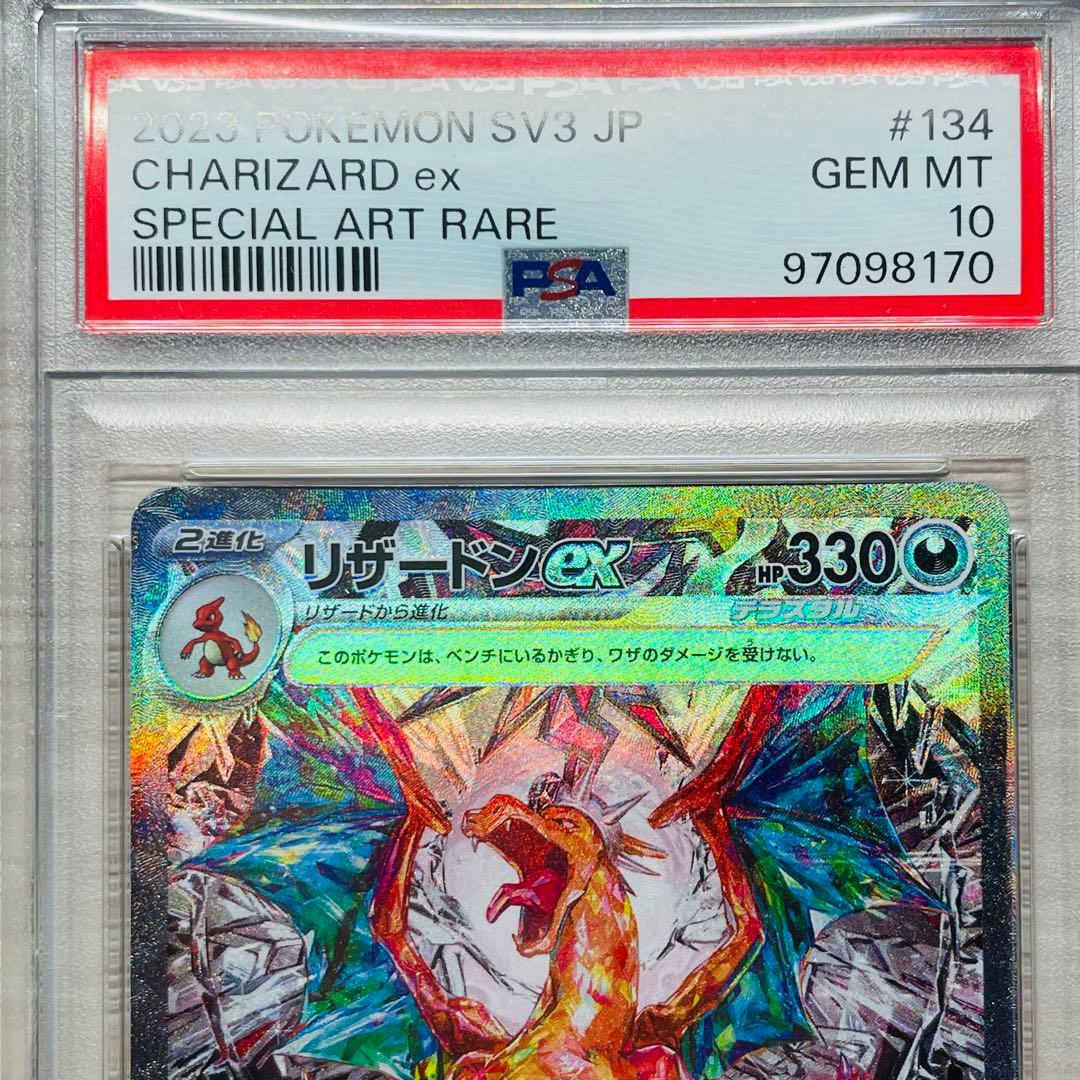 2023 POKEMON SV3 JP #134
CHARIZARD ex GEM MT
SPECIAL ART RARE 10
97098170
PSA
2進化 リザードンex HP330
リザードから進化 テラスタル
このポケモンは、ベンチにいるかぎり、ワザのダメージを受けない。